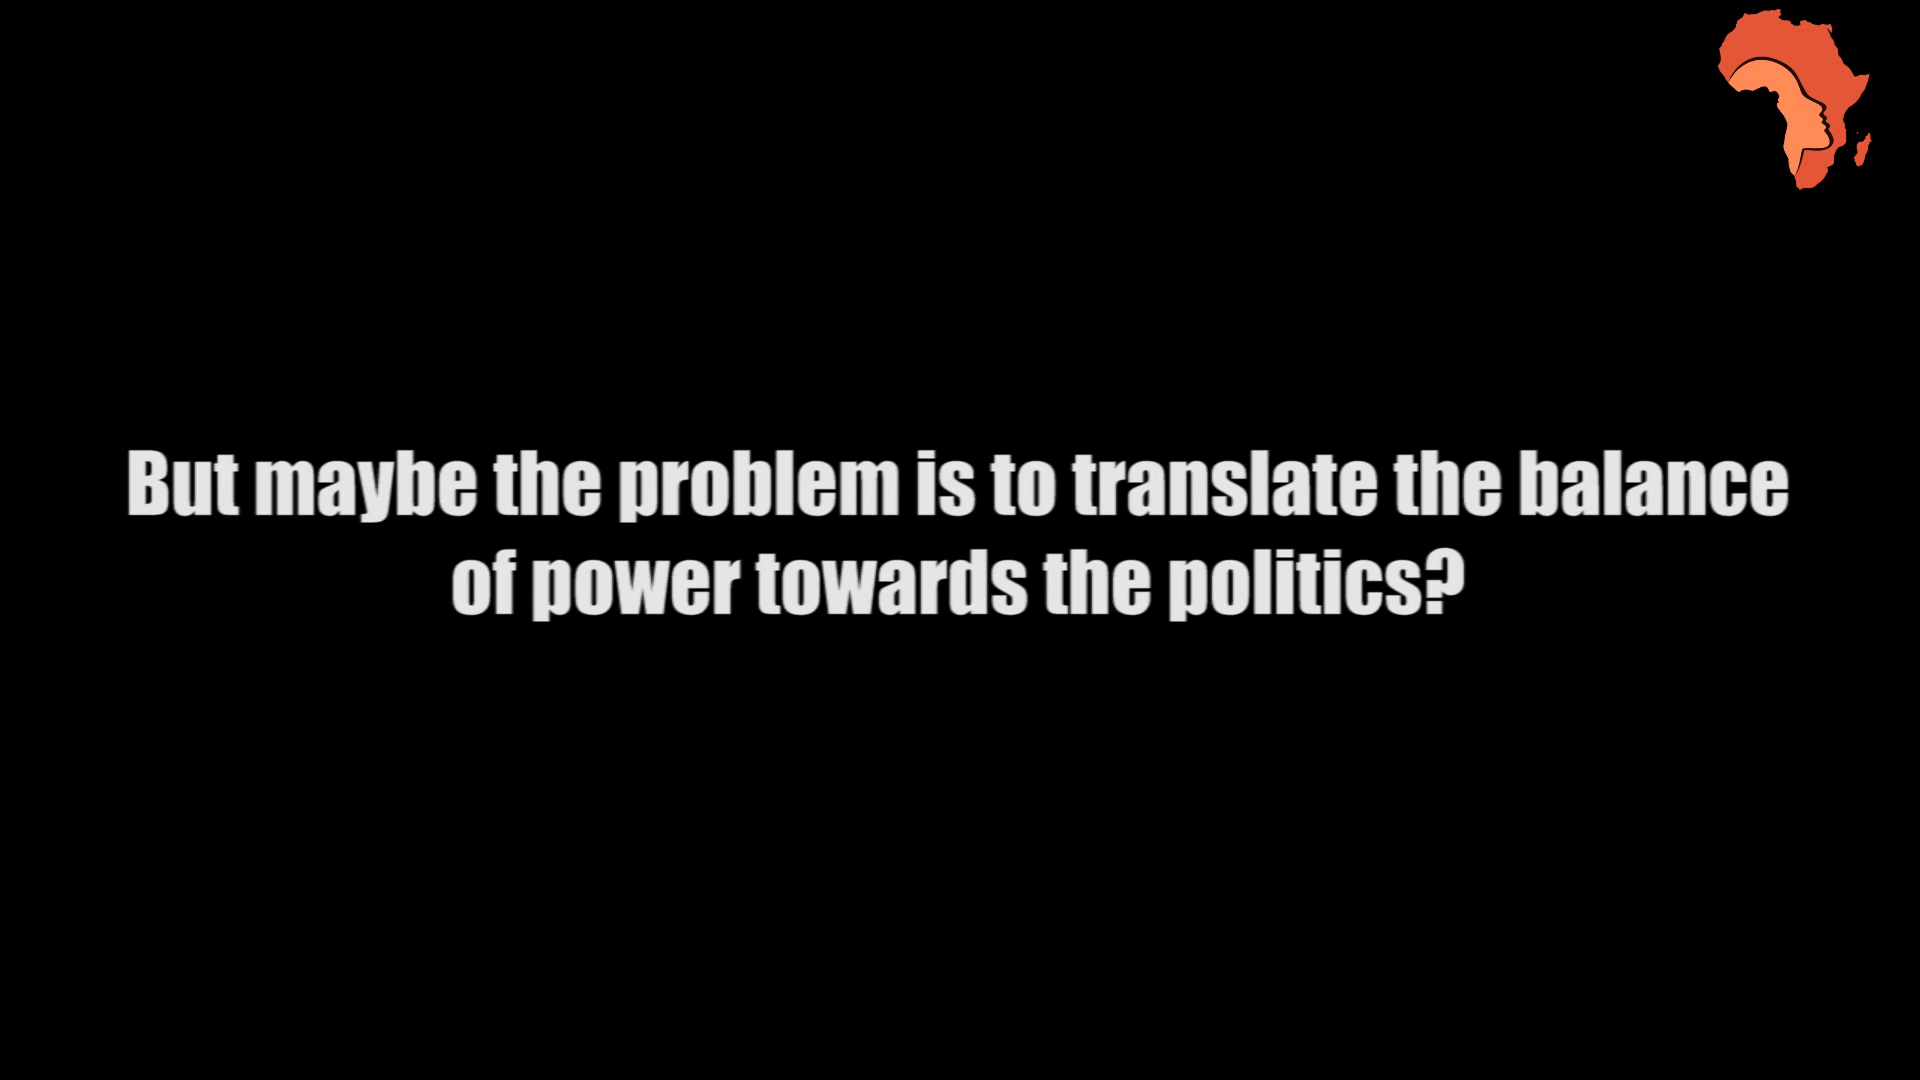 But maybe the problem is to translate the balance
of power towards the politics?